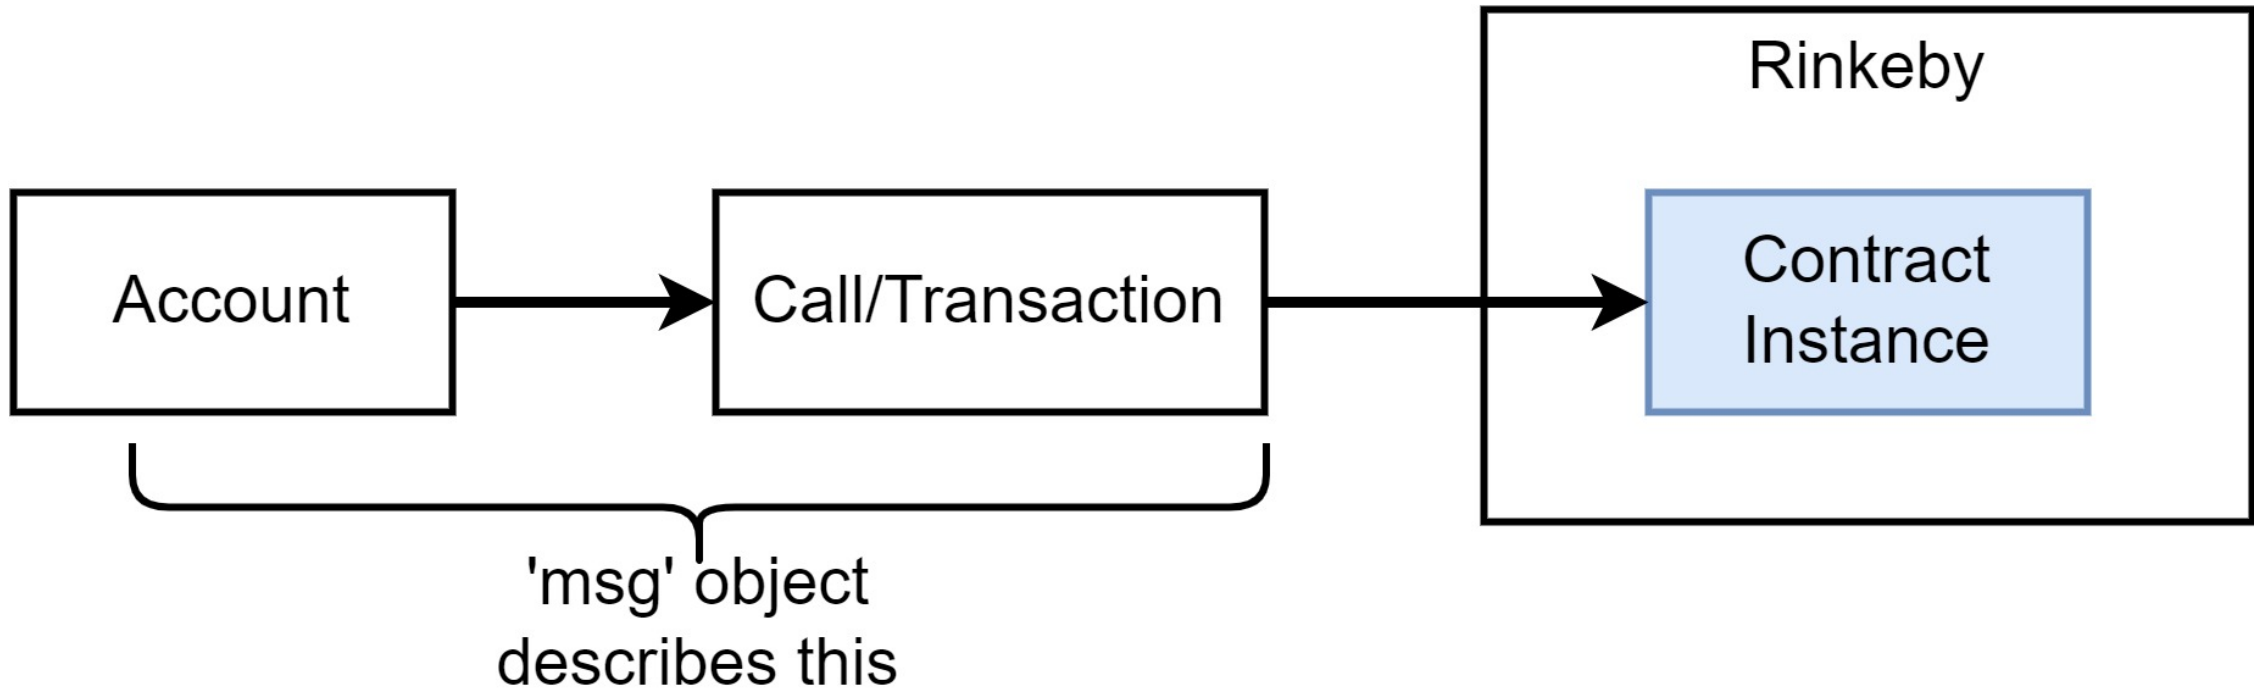 Rinkeby
Account
Call/Transaction
Contract
Instance
'msg' object
describes this